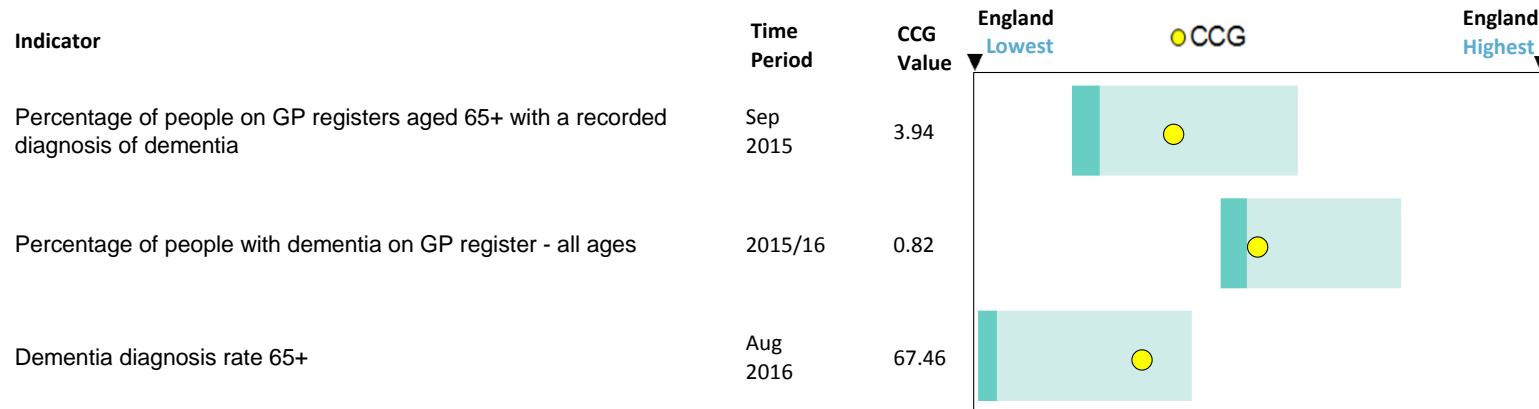 Indicator
Time
Period
CCG
Value
England
Lowest
CCG
England
Highest
Percentage of people on GP registers aged 65+ with a recorded
diagnosis of dementia
Sep
2015
3.94
Percentage of people with dementia on GP register - all ages
2015/16
0.82
Dementia diagnosis rate 65+
Aug
2016
67.46